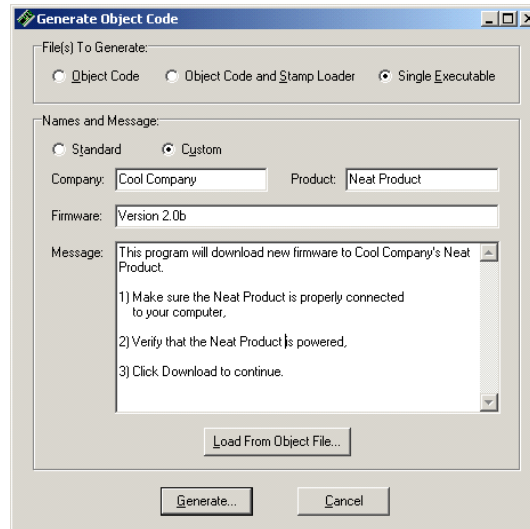 Generate Object Code
File(s) To Generate:
Object Code
Object Code and Stamp Loader
Single Executable
Names and Message:
Standard
Custom
Company: Cool Company
Product: Neat Product
Firmware: Version 2.0b
Message: This program will download new firmware to Cool Company's Neat
Product.
1) Make sure the Neat Product is properly connected
to your computer,
2) Verify that the Neat Product is powered,
3) Click Download to continue.
Load From Object File...
Generate...
Cancel